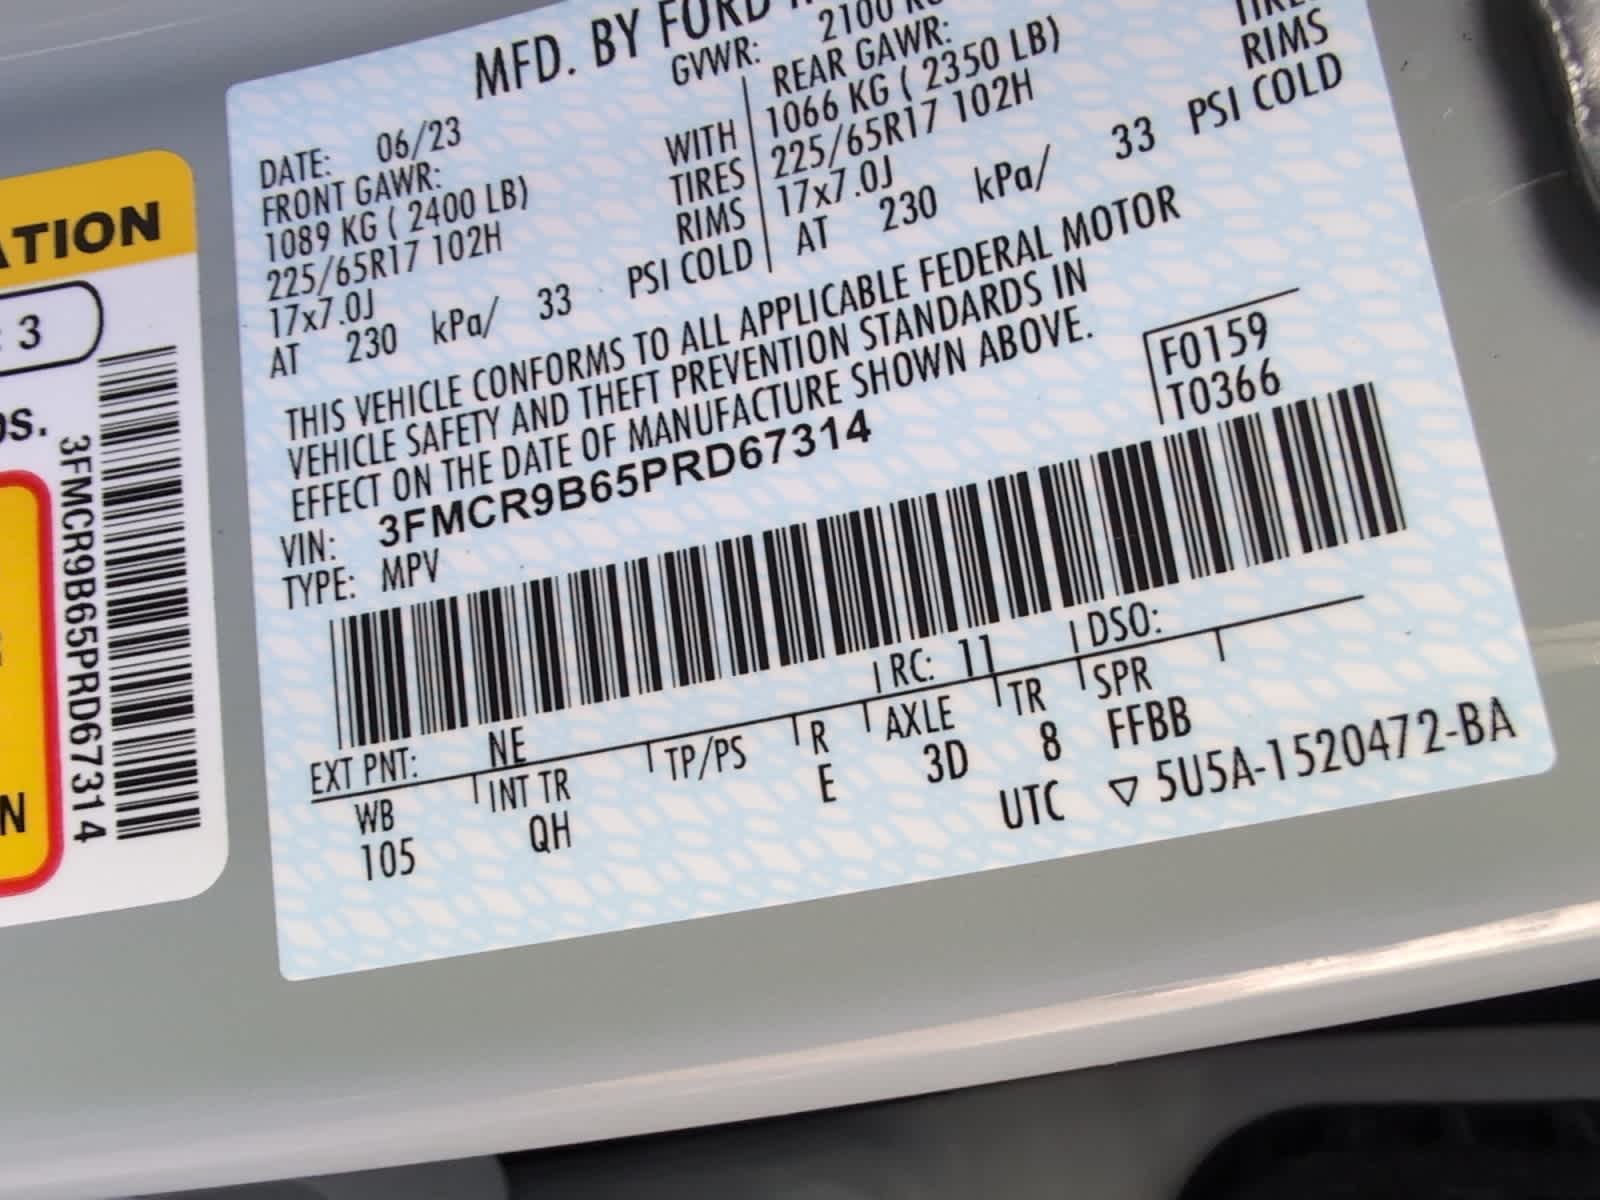 MFD. BY FORD
GVWR: 2100
DATE: 06/23
FRONT GAWR:
1089 KG ( 2400 LB)
225/65R17 102H
17x7.0J
AT 230 kPa/ 33 PSI COLD
WITH
TIRES
RIMS
REAR GAWR:
1066 KG ( 2350 LB)
225/65R17 102H
17x7.0J
AT 230 kPa/ 33 PSI COLD
RIMS
THIS VEHICLE CONFORMS TO ALL APPLICABLE FEDERAL MOTOR
VEHICLE SAFETY AND THEFT PREVENTION STANDARDS IN
EFFECT ON THE DATE OF MANUFACTURE SHOWN ABOVE.
VIN: 3FMCR9B65PRD67314
TYPE: MPV
F0159
T0366
EXT PNT: NE RC: 11 DSO:
WB INT TR TP/PS R AXLE TR SPR
105 QH E 3D 8 FFBB
UTC ▽ 5U5A-1520472-BA
3
3FMCR9B65PRD67314